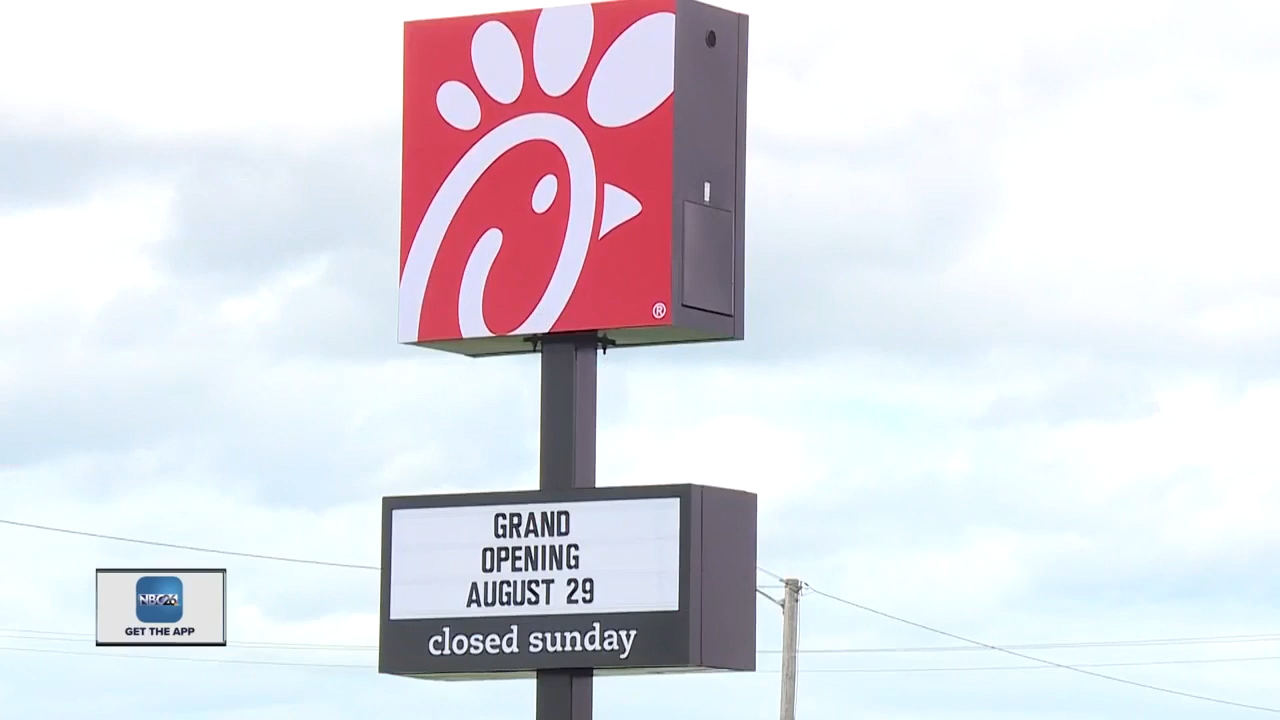 ®
GRAND
OPENING
AUGUST 29
closed sunday
NBC26
GET THE APP